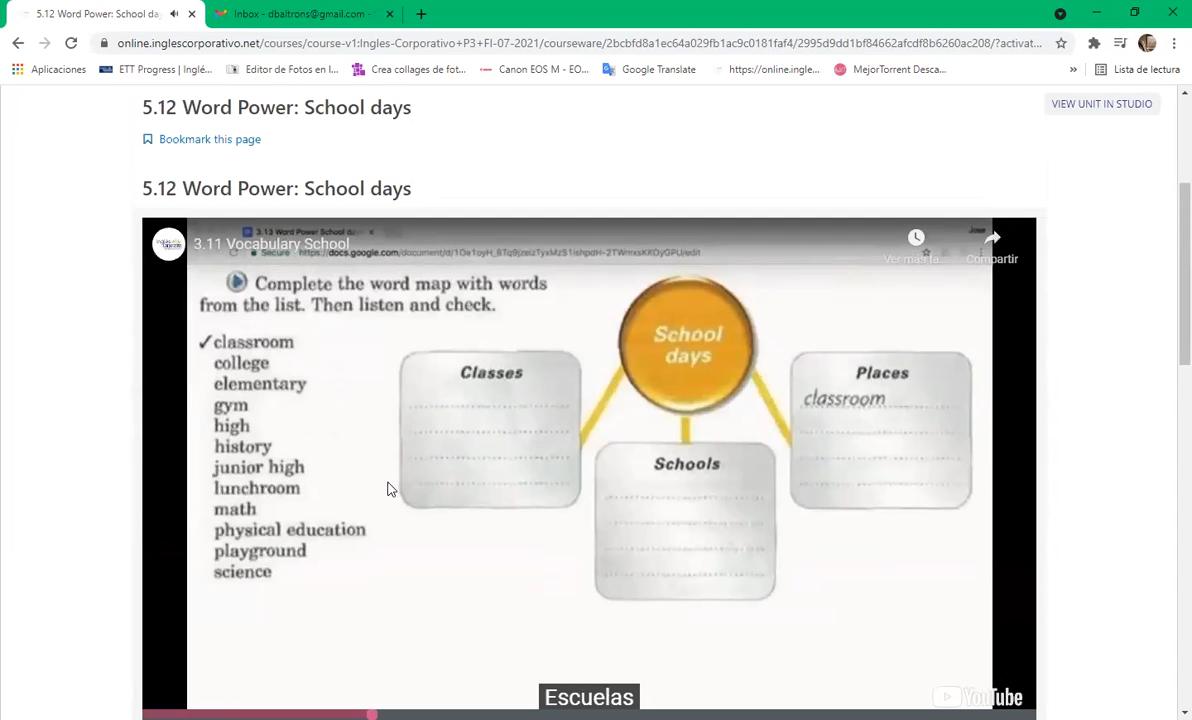 5.12 Word Power: School da
Inbox - dbaltrons@gmail.com -
online.inglescorporativo.net/courses/course-v1:Ingles-Corporativo+P3+FI-07-2021/courseware/2bcbfd8a1ec64a029fb1ac9c0181faf4/2995d9dd1bf84662afcdf8b6260ac208/?activat...
Aplicaciones
ETT Progress | Inglé...
Editor de Fotos en l...
Crea collages de fot...
Canon EOS M - EO...
Google Translate
https://online.ingle...
MejorTorrent Desca...
»
Lista de lectura
5.12 Word Power: School days
VIEW UNIT IN STUDIO
Bookmark this page
5.12 Word Power: School days
3.11 Vocabulary School
Compartir
Complete the word map with words
from the list. Then listen and check.
✓classroom
college
elementary
gym
high
history
junior high
lunchroom
math
physical education
playground
science
School
days
Classes
Places
classroom
Schools
Escuelas
YouTube